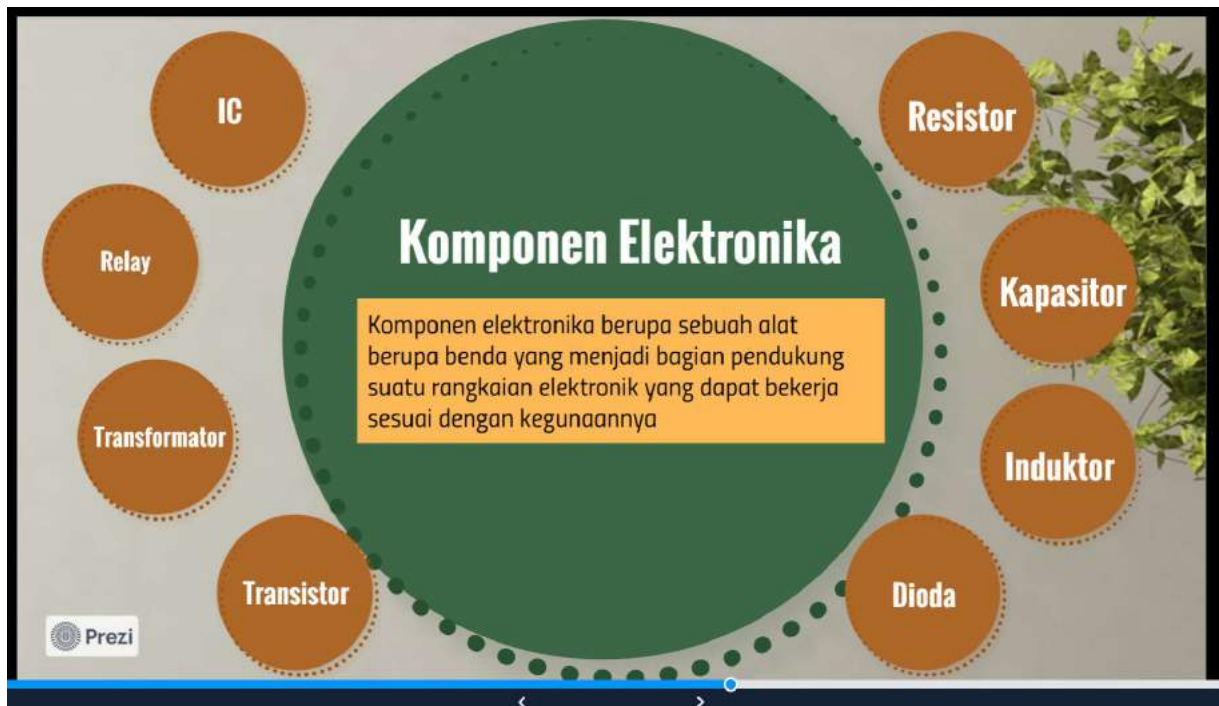 Komponen Elektronika
Komponen elektronika berupa sebuah alat
berupa benda yang menjadi bagian pendukung
suatu rangkaian elektronik yang dapat bekerja
sesuai dengan kegunaannya
IC
Relay
Transformator
Transistor
Resistor
Kapasitor
Induktor
Dioda
Prezi